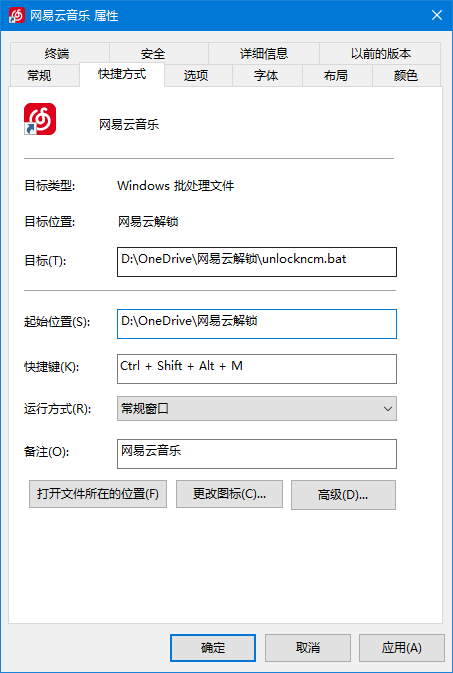 网易云音乐 属性
终端 安全 详细信息 以前的版本
常规 快捷方式 选项 字体 布局 颜色
网易云音乐
目标类型: Windows 批处理文件
目标位置: 网易云解锁
目标(T): D:\OneDrive\网易云解锁\unlockncm.bat
起始位置(S): D:\OneDrive\网易云解锁
快捷键(K): Ctrl + Shift + Alt + M
运行方式(R): 常规窗口
备注(O): 网易云音乐
打开文件所在的位置(F) 更改图标(C)... 高级(D)...
确定 取消 应用(A)